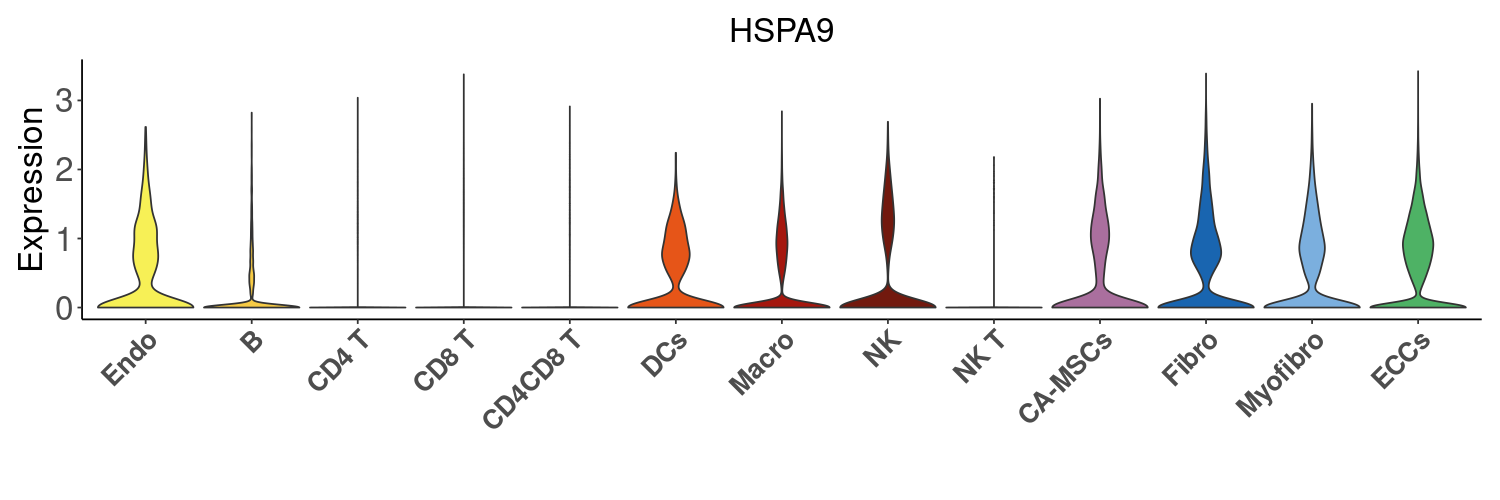 HSPA9
Expression
3
2
1
0
Endo
B
CD4 T
CD8 T
CD4CD8 T
DCs
Macro
NK
NK T
CA-MSCs
Fibro
Myofibro
ECCs